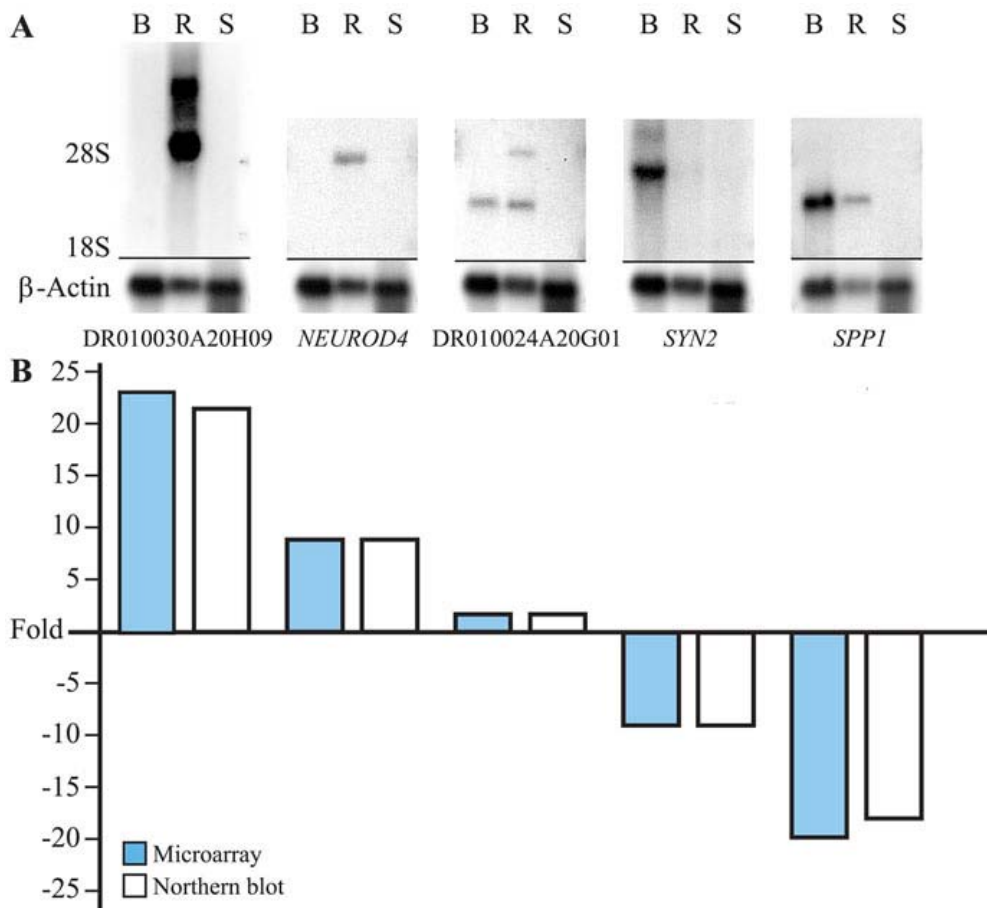 A B R S B R S B R S B R S B R S
28S
18S
β-Actin
DR010030A20H09 NEUROD4 DR010024A20G01 SYN2 SPP1
B
25
20
15
10
5
Fold
-5
-10
-15
-20
-25
Microarray
Northern blot